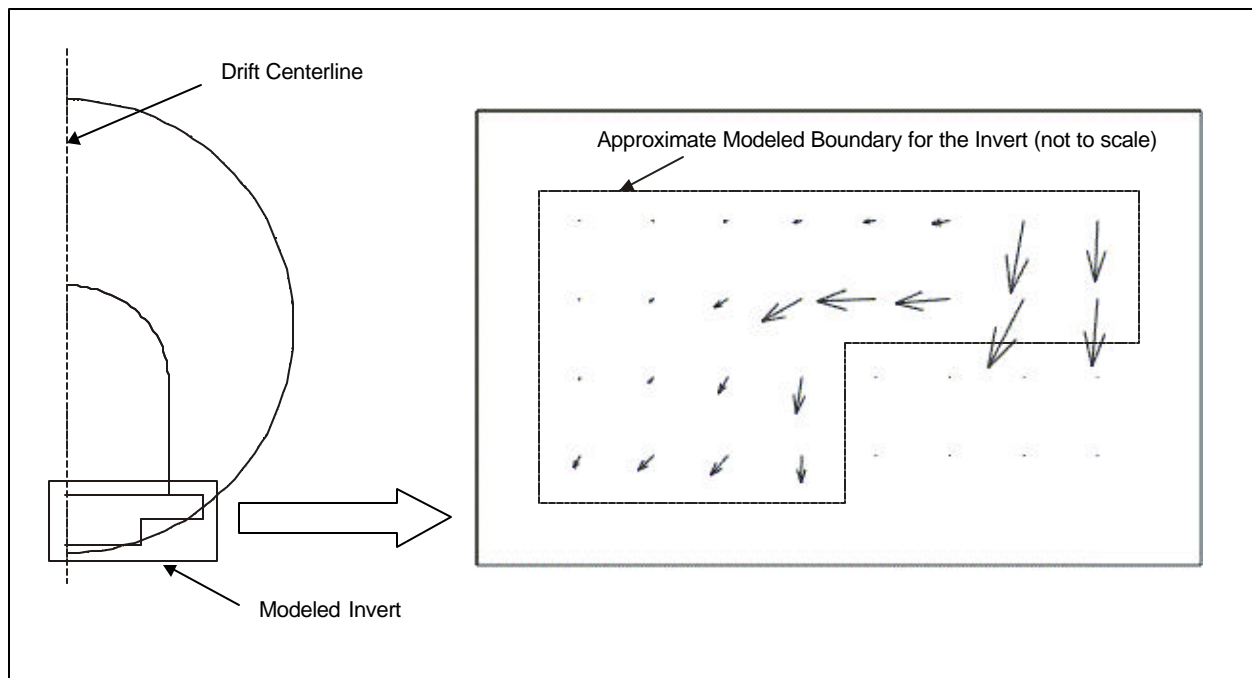 Drift Centerline
Approximate Modeled Boundary for the Invert (not to scale)
Modeled Invert